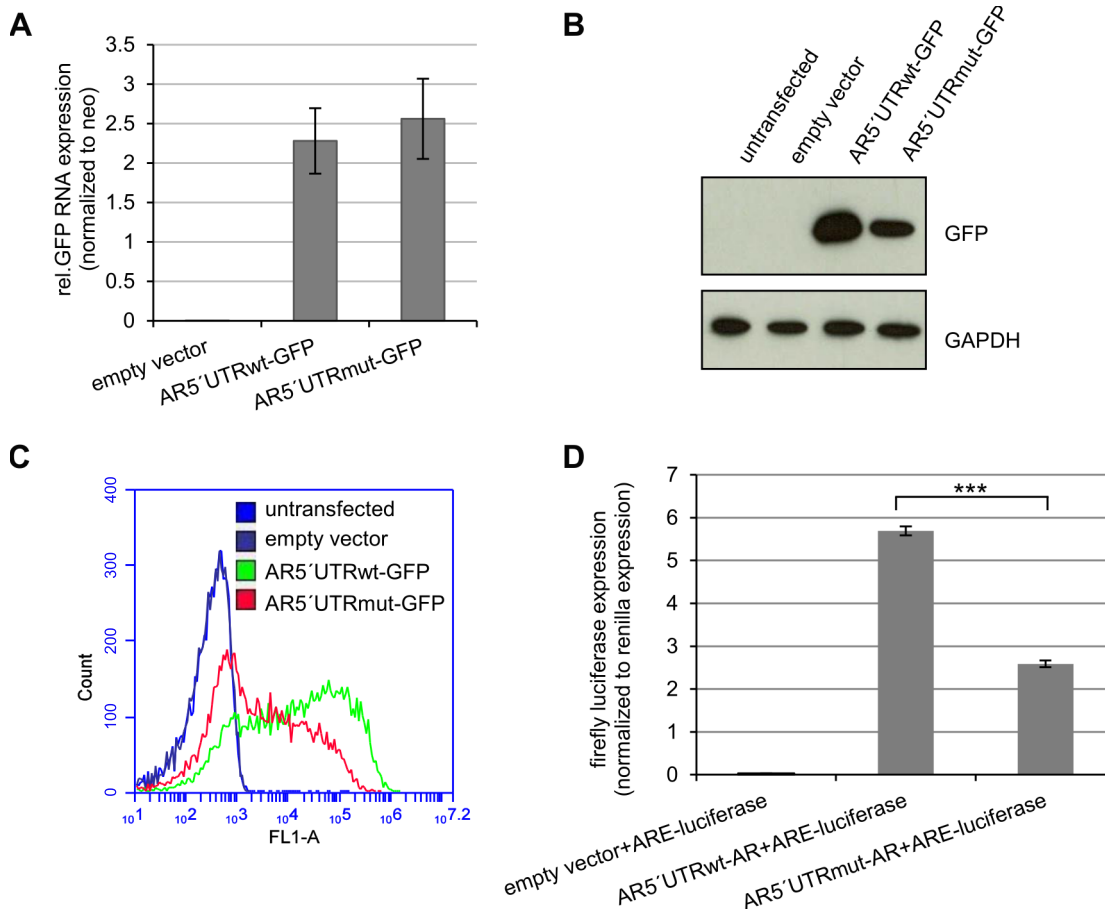 A
rel.GFP RNA expression
(normalized to neo)
3.5
3
2.5
2
1.5
1
0.5
0
empty vector
AR5´UTRwt-GFP
AR5´UTRmut-GFP
B
untransfected
empty vector
AR5´UTRwt-GFP
AR5´UTRmut-GFP
GFP
GAPDH
C
Count
400
300
200
100
0
untransfected
empty vector
AR5´UTRwt-GFP
AR5´UTRmut-GFP
10^1 10^2 10^3 10^4 10^5 10^6 10^7.2
FL1-A
D
firefly luciferase expression
(normalized to renilla expression)
7
6
5
4
3
2
1
0
***
empty vector+ARE-luciferase
AR5´UTRwt-AR+ARE-luciferase
AR5´UTRmut-AR+ARE-luciferase